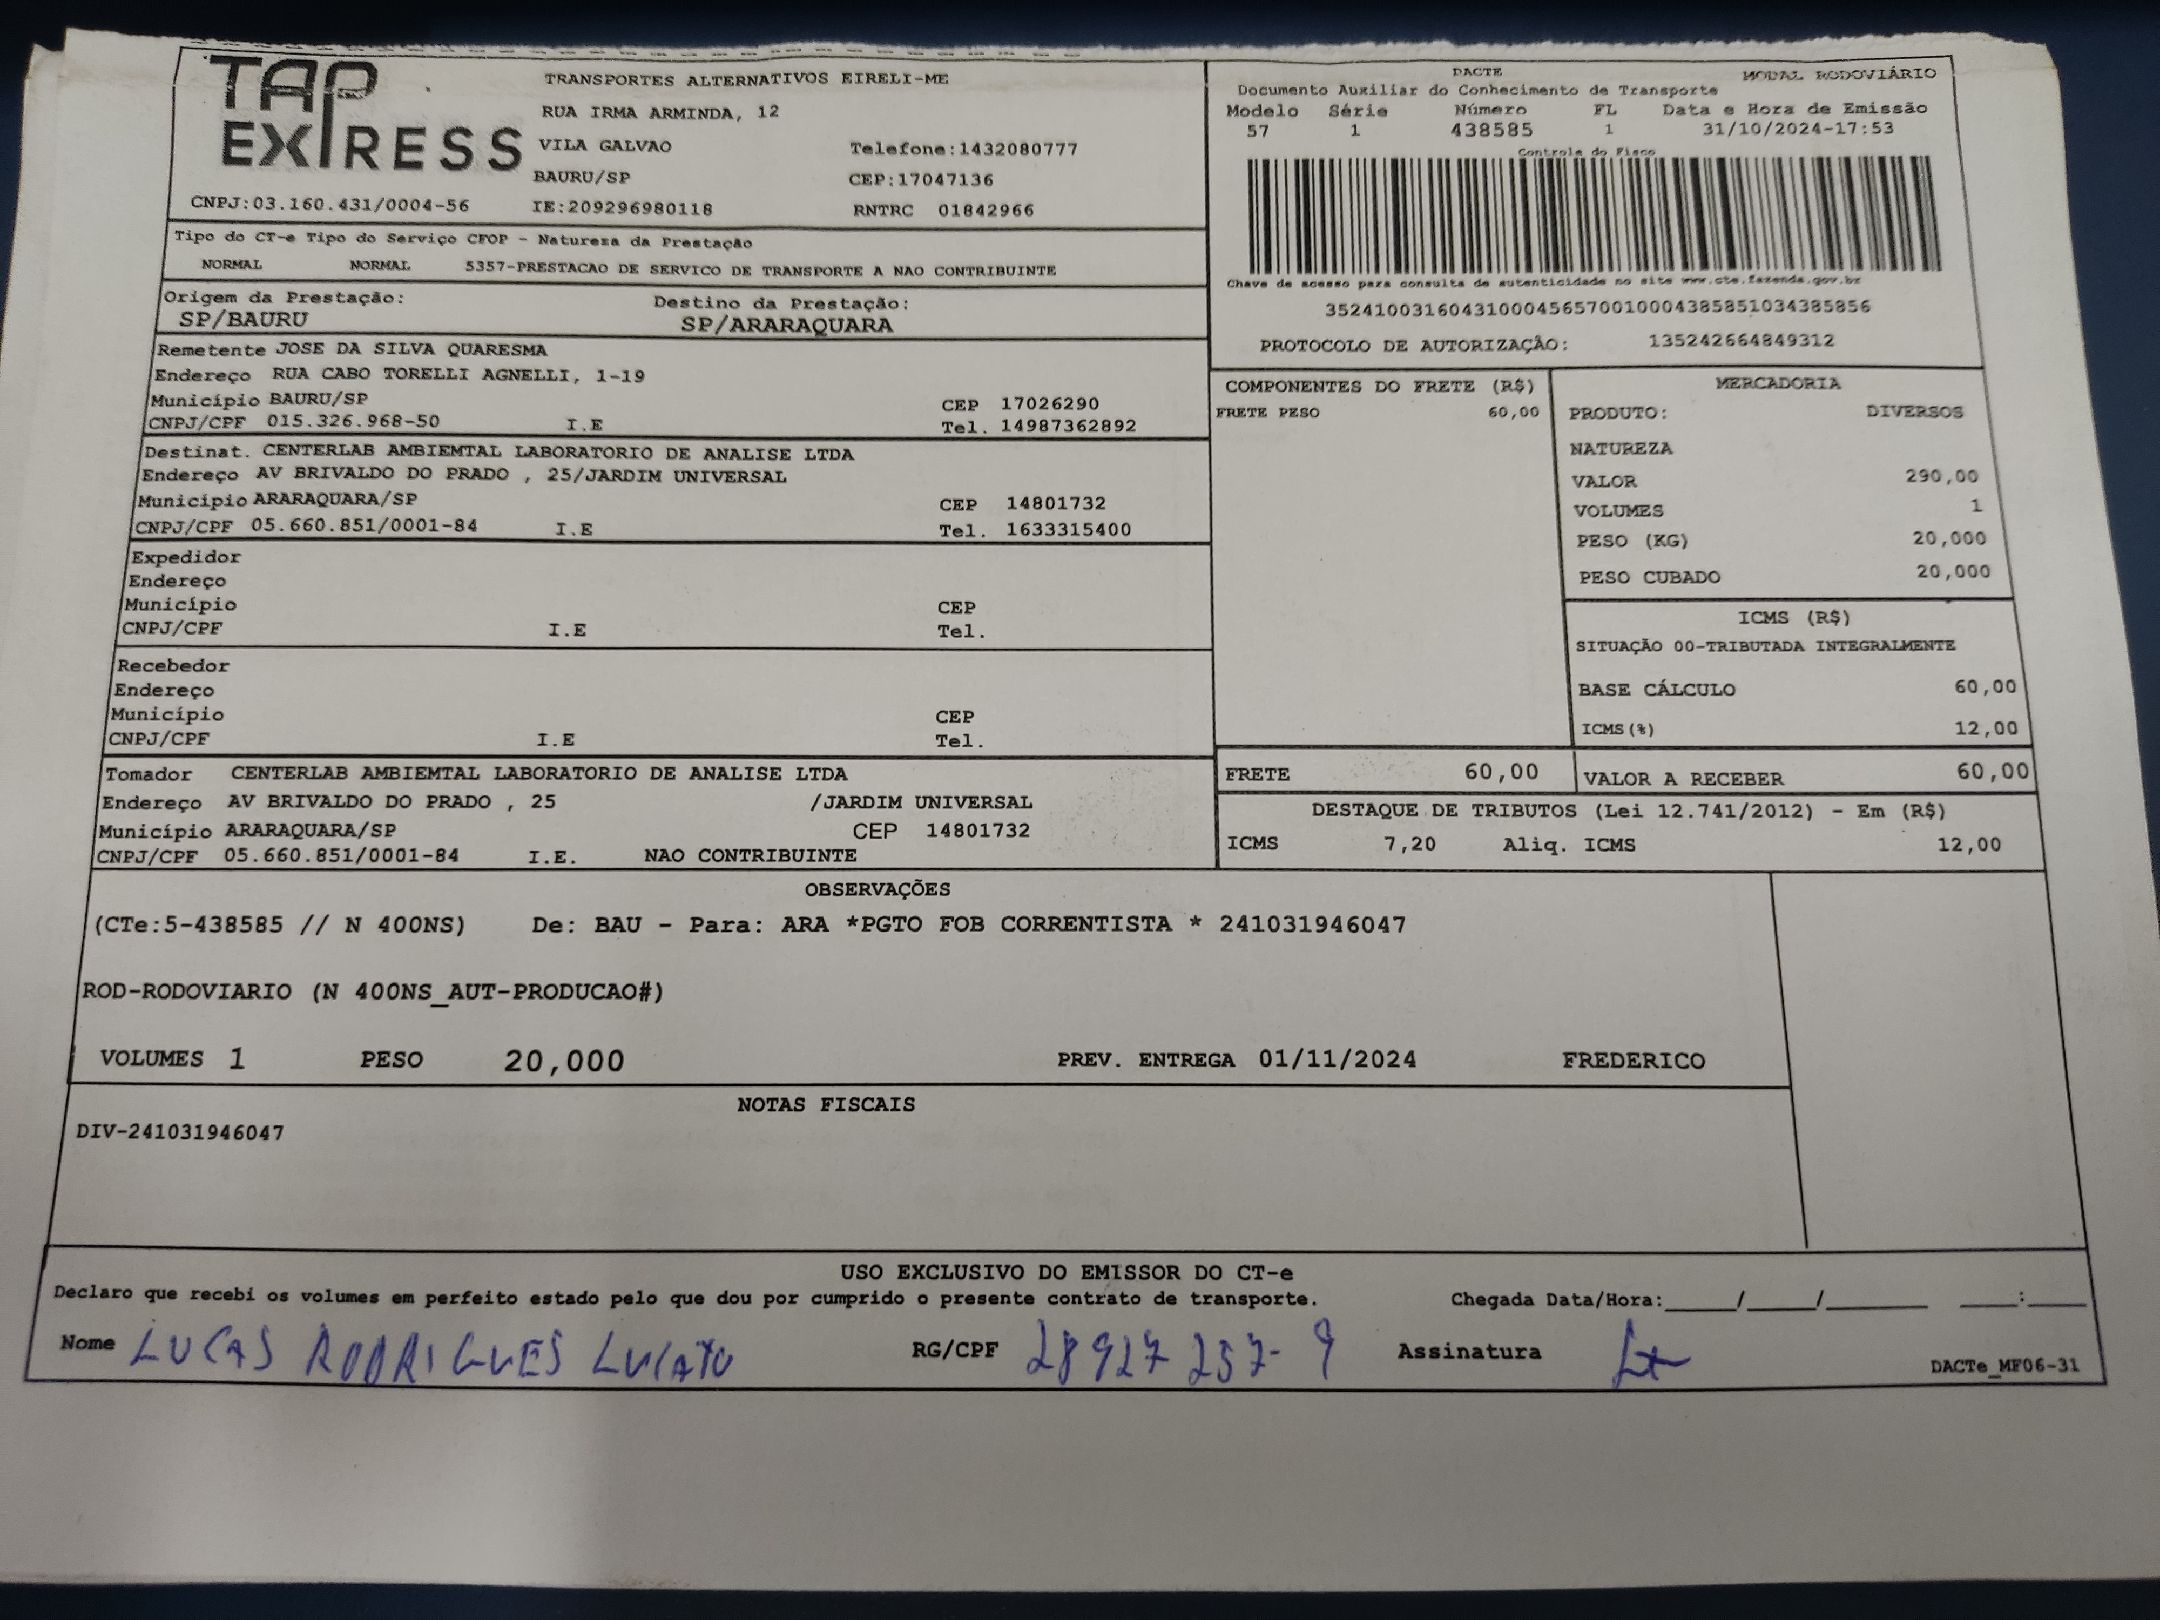 TAP
EXPRESS
TRANSPORTES ALTERNATIVOS EIRELI-ME
RUA IRMA ARMINDA, 12
VILA GALVAO Telefone:1432080777
BAURU/SP CEP:17047136
CNPJ:03.160.431/0004-56 IE:209296980118 RNTRC 01842966
DACTE MODAL RODOVIÁRIO
Documento Auxiliar do Conhecimento de Transporte
Modelo Série Número FL Data e Hora de Emissão
57 1 438585 1 31/10/2024-17:53
Controle do Fisco
Chave de acesso para consulta de autenticidade no site www.cte.fazenda.gov.br
35241003160431000456570010004385851034385856
PROTOCOLO DE AUTORIZAÇÃO: 135242664849312
Tipo do CT-e Tipo do Serviço CFOP - Natureza da Prestação
NORMAL NORMAL 5357-PRESTACAO DE SERVICO DE TRANSPORTE A NAO CONTRIBUINTE
Origem da Prestação: Destino da Prestação:
SP/BAURU SP/ARARAQUARA
Remetente JOSE DA SILVA QUARESMA
Endereço RUA CABO TORELLI AGNELLI, 1-19
Município BAURU/SP CEP 17026290
CNPJ/CPF 015.326.968-50 I.E Tel. 14987362892
Destinat. CENTERLAB AMBIEMTAL LABORATORIO DE ANALISE LTDA
Endereço AV BRIVALDO DO PRADO , 25/JARDIM UNIVERSAL
Município ARARAQUARA/SP CEP 14801732
CNPJ/CPF 05.660.851/0001-84 I.E Tel. 1633315400
Expedidor
Endereço
Município CEP
CNPJ/CPF I.E Tel.
Recebedor
Endereço
Município CEP
CNPJ/CPF I.E Tel.
Tomador CENTERLAB AMBIEMTAL LABORATORIO DE ANALISE LTDA
Endereço AV BRIVALDO DO PRADO , 25 /JARDIM UNIVERSAL
Município ARARAQUARA/SP CEP 14801732
CNPJ/CPF 05.660.851/0001-84 I.E. NAO CONTRIBUINTE
COMPONENTES DO FRETE (R$)
FRETE PESO 60,00
MERCADORIA
PRODUTO: DIVERSOS
NATUREZA
VALOR 290,00
VOLUMES 1
PESO (KG) 20,000
PESO CUBADO 20,000
ICMS (R$)
SITUAÇÃO 00-TRIBUTADA INTEGRALMENTE
BASE CÁLCULO 60,00
ICMS(%) 12,00
FRETE 60,00 VALOR A RECEBER 60,00
DESTAQUE DE TRIBUTOS (Lei 12.741/2012) - Em (R$)
ICMS 7,20 Aliq. ICMS 12,00
OBSERVAÇÕES
(CTe:5-438585 // N 400NS) De: BAU - Para: ARA *PGTO FOB CORRENTISTA * 241031946047
ROD-RODOVIARIO (N 400NS_AUT-PRODUCAO#)
VOLUMES 1 PESO 20,000 PREV. ENTREGA 01/11/2024 FREDERICO
NOTAS FISCAIS
DIV-241031946047
USO EXCLUSIVO DO EMISSOR DO CT-e
Declaro que recebi os volumes em perfeito estado pelo que dou por cumprido o presente contrato de transporte. Chegada Data/Hora:_____/_____/_______ ____:____
Nome LUCAS RODRIGUES LUCATO RG/CPF 28927257-9 Assinatura
DACTe_MF06-31